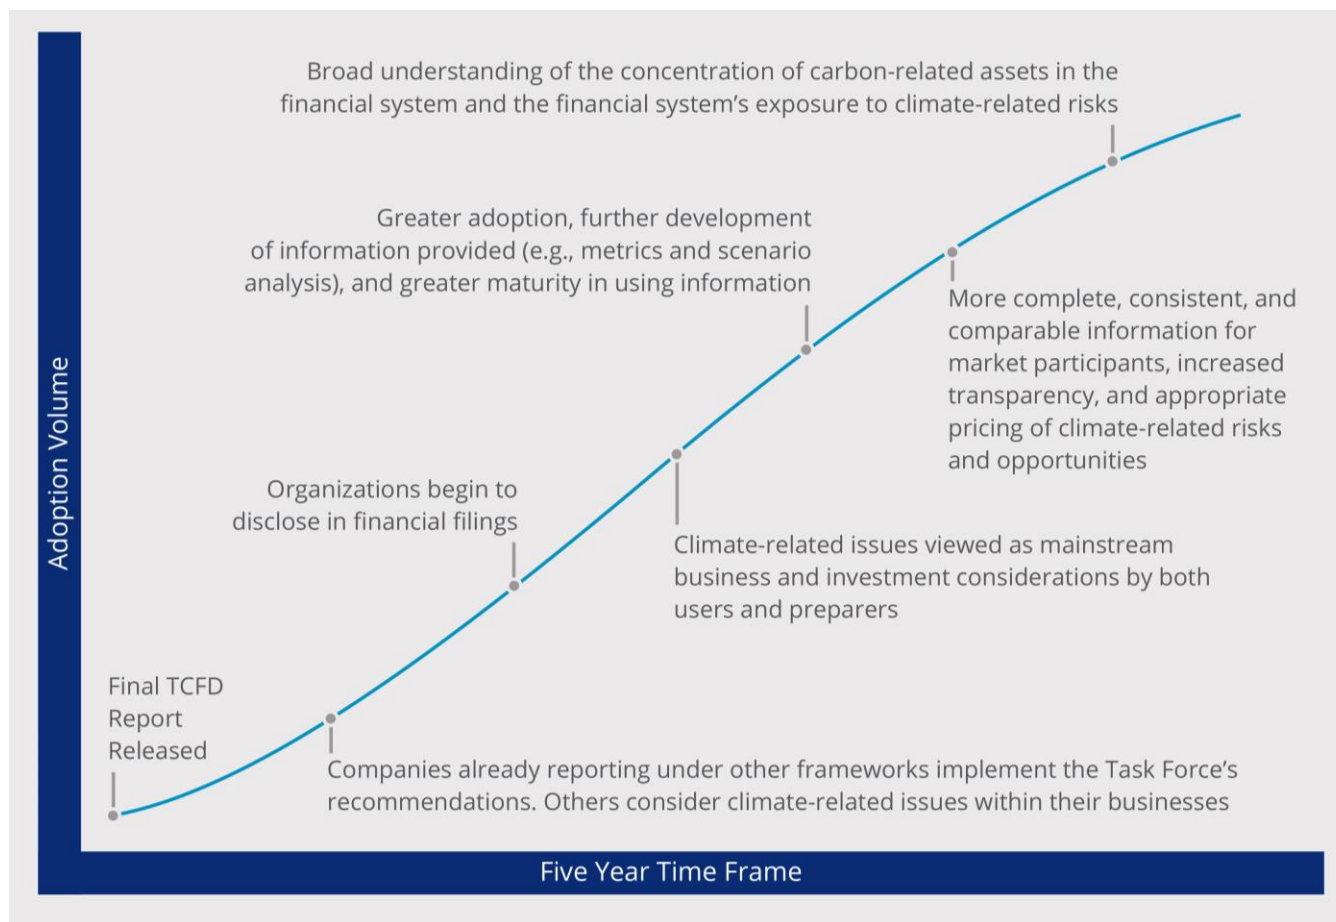 Broad understanding of the concentration of carbon-related assets in the
financial system and the financial system’s exposure to climate-related risks
Greater adoption, further development
of information provided (e.g., metrics and scenario
analysis), and greater maturity in using information
More complete, consistent, and
comparable information for
market participants, increased
transparency, and appropriate
pricing of climate-related risks
and opportunities
Adoption Volume
Organizations begin to
disclose in financial filings
Climate-related issues viewed as mainstream
business and investment considerations by both
users and preparers
Final TCFD
Report
Released
Companies already reporting under other frameworks implement the Task Force’s
recommendations. Others consider climate-related issues within their businesses
Five Year Time Frame